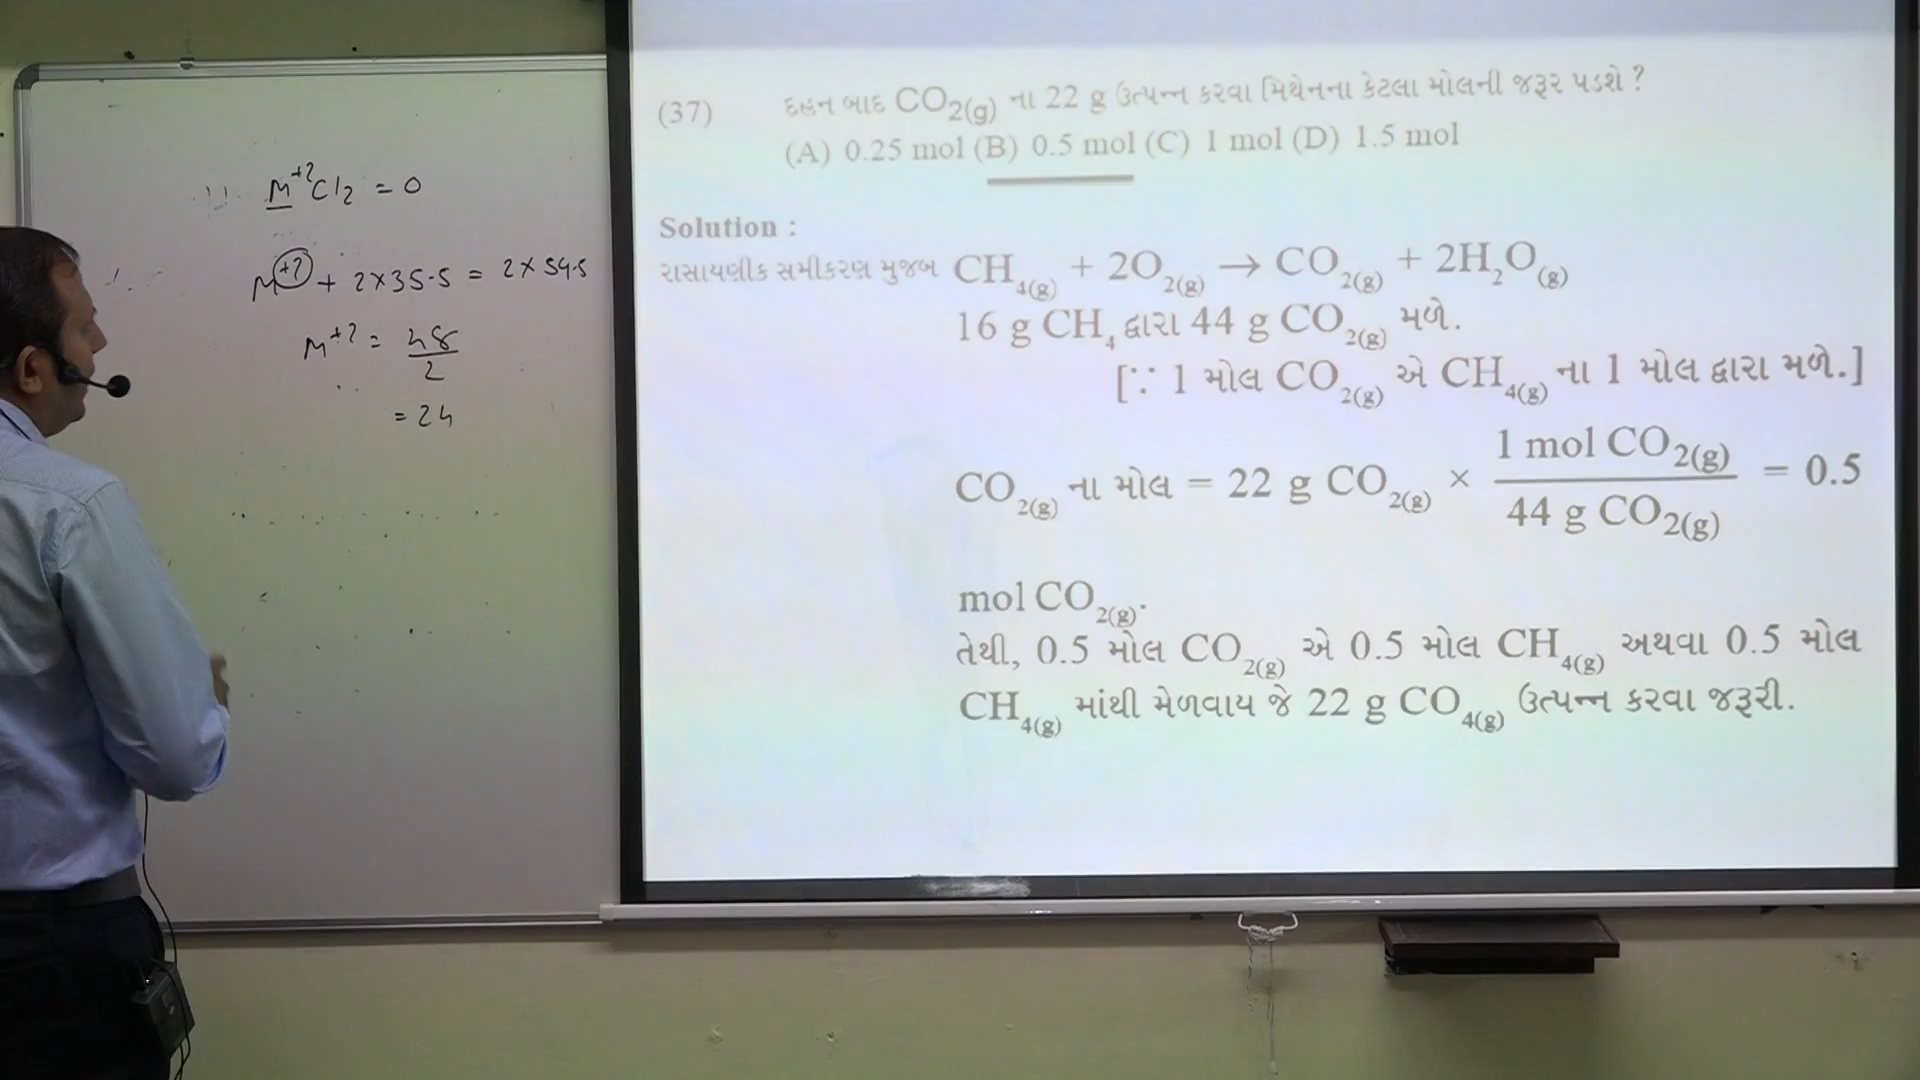 M⁺²Cl₂ = 0
M⁺² + 2×35.5 = 2×59.5
M⁺² = 48/2
= 24
(37) દહન બાદ CO₂(g) ના 22 g ઉત્પન્ન કરવા મિથેનના કેટલા મોલની જરૂર પડશે ?
(A) 0.25 mol (B) 0.5 mol (C) 1 mol (D) 1.5 mol
Solution :
રાસાયણીક સમીકરણ મુજબ CH₄(g) + 2O₂(g) → CO₂(g) + 2H₂O(g)
16 g CH₄ દ્વારા 44 g CO₂(g) મળે.
[∵ 1 મોલ CO₂(g) એ CH₄(g) ના 1 મોલ દ્વારા મળે.]
CO₂(g) ના મોલ = 22 g CO₂(g) × 1 mol CO₂(g) / 44 g CO₂(g) = 0.5
mol CO₂(g).
તેથી, 0.5 મોલ CO₂(g) એ 0.5 મોલ CH₄(g) અથવા 0.5 મોલ
CH₄(g) માંથી મેળવાય જે 22 g CO₄(g) ઉત્પન્ન કરવા જરૂરી.